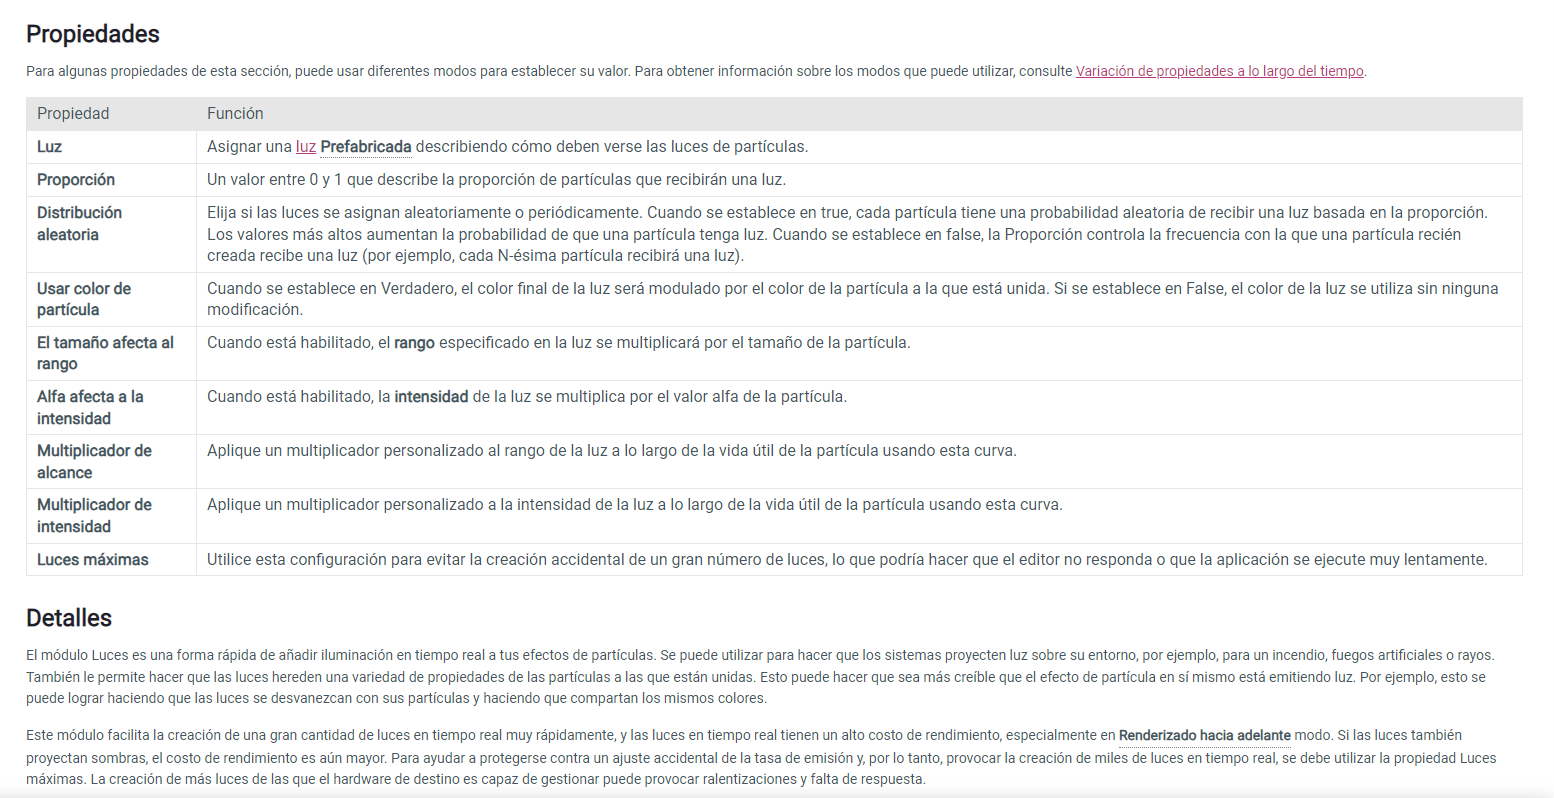 Propiedades
Para algunas propiedades de esta sección, puede usar diferentes modos para establecer su valor. Para obtener información sobre los modos que puede utilizar, consulte Variación de propiedades a lo largo del tiempo.
Propiedad Función
Luz Asignar una luz Prefabricada describiendo cómo deben verse las luces de partículas.
Proporción Un valor entre 0 y 1 que describe la proporción de partículas que recibirán una luz.
Distribución aleatoria Elija si las luces se asignan aleatoriamente o periódicamente. Cuando se establece en true, cada partícula tiene una probabilidad aleatoria de recibir una luz basada en la proporción.
Los valores más altos aumentan la probabilidad de que una partícula tenga luz. Cuando se establece en false, la Proporción controla la frecuencia con la que una partícula recién
creada recibe una luz (por ejemplo, cada N-ésima partícula recibirá una luz).
Usar color de partícula Cuando se establece en Verdadero, el color final de la luz será modulado por el color de la partícula a la que está unida. Si se establece en False, el color de la luz se utiliza sin ninguna
modificación.
El tamaño afecta al rango Cuando está habilitado, el rango especificado en la luz se multiplicará por el tamaño de la partícula.
Alfa afecta a la intensidad Cuando está habilitado, la intensidad de la luz se multiplica por el valor alfa de la partícula.
Multiplicador de alcance Aplique un multiplicador personalizado al rango de la luz a lo largo de la vida útil de la partícula usando esta curva.
Multiplicador de intensidad Aplique un multiplicador personalizado a la intensidad de la luz a lo largo de la vida útil de la partícula usando esta curva.
Luces máximas Utilice esta configuración para evitar la creación accidental de un gran número de luces, lo que podría hacer que el editor no responda o que la aplicación se ejecute muy lentamente.
Detalles
El módulo Luces es una forma rápida de añadir iluminación en tiempo real a tus efectos de partículas. Se puede utilizar para hacer que los sistemas proyecten luz sobre su entorno, por ejemplo, para un incendio, fuegos artificiales o rayos.
También le permite hacer que las luces hereden una variedad de propiedades de las partículas a las que están unidas. Esto puede hacer que sea más creíble que el efecto de partícula en sí mismo está emitiendo luz. Por ejemplo, esto se
puede lograr haciendo que las luces se desvanezcan con sus partículas y haciendo que compartan los mismos colores.
Este módulo facilita la creación de una gran cantidad de luces en tiempo real muy rápidamente, y las luces en tiempo real tienen un alto costo de rendimiento, especialmente en Renderizado hacia adelante modo. Si las luces también
proyectan sombras, el costo de rendimiento es aún mayor. Para ayudar a protegerse contra un ajuste accidental de la tasa de emisión y, por lo tanto, provocar la creación de miles de luces en tiempo real, se debe utilizar la propiedad Luces
máximas. La creación de más luces de las que el hardware de destino es capaz de gestionar puede provocar ralentizaciones y falta de respuesta.